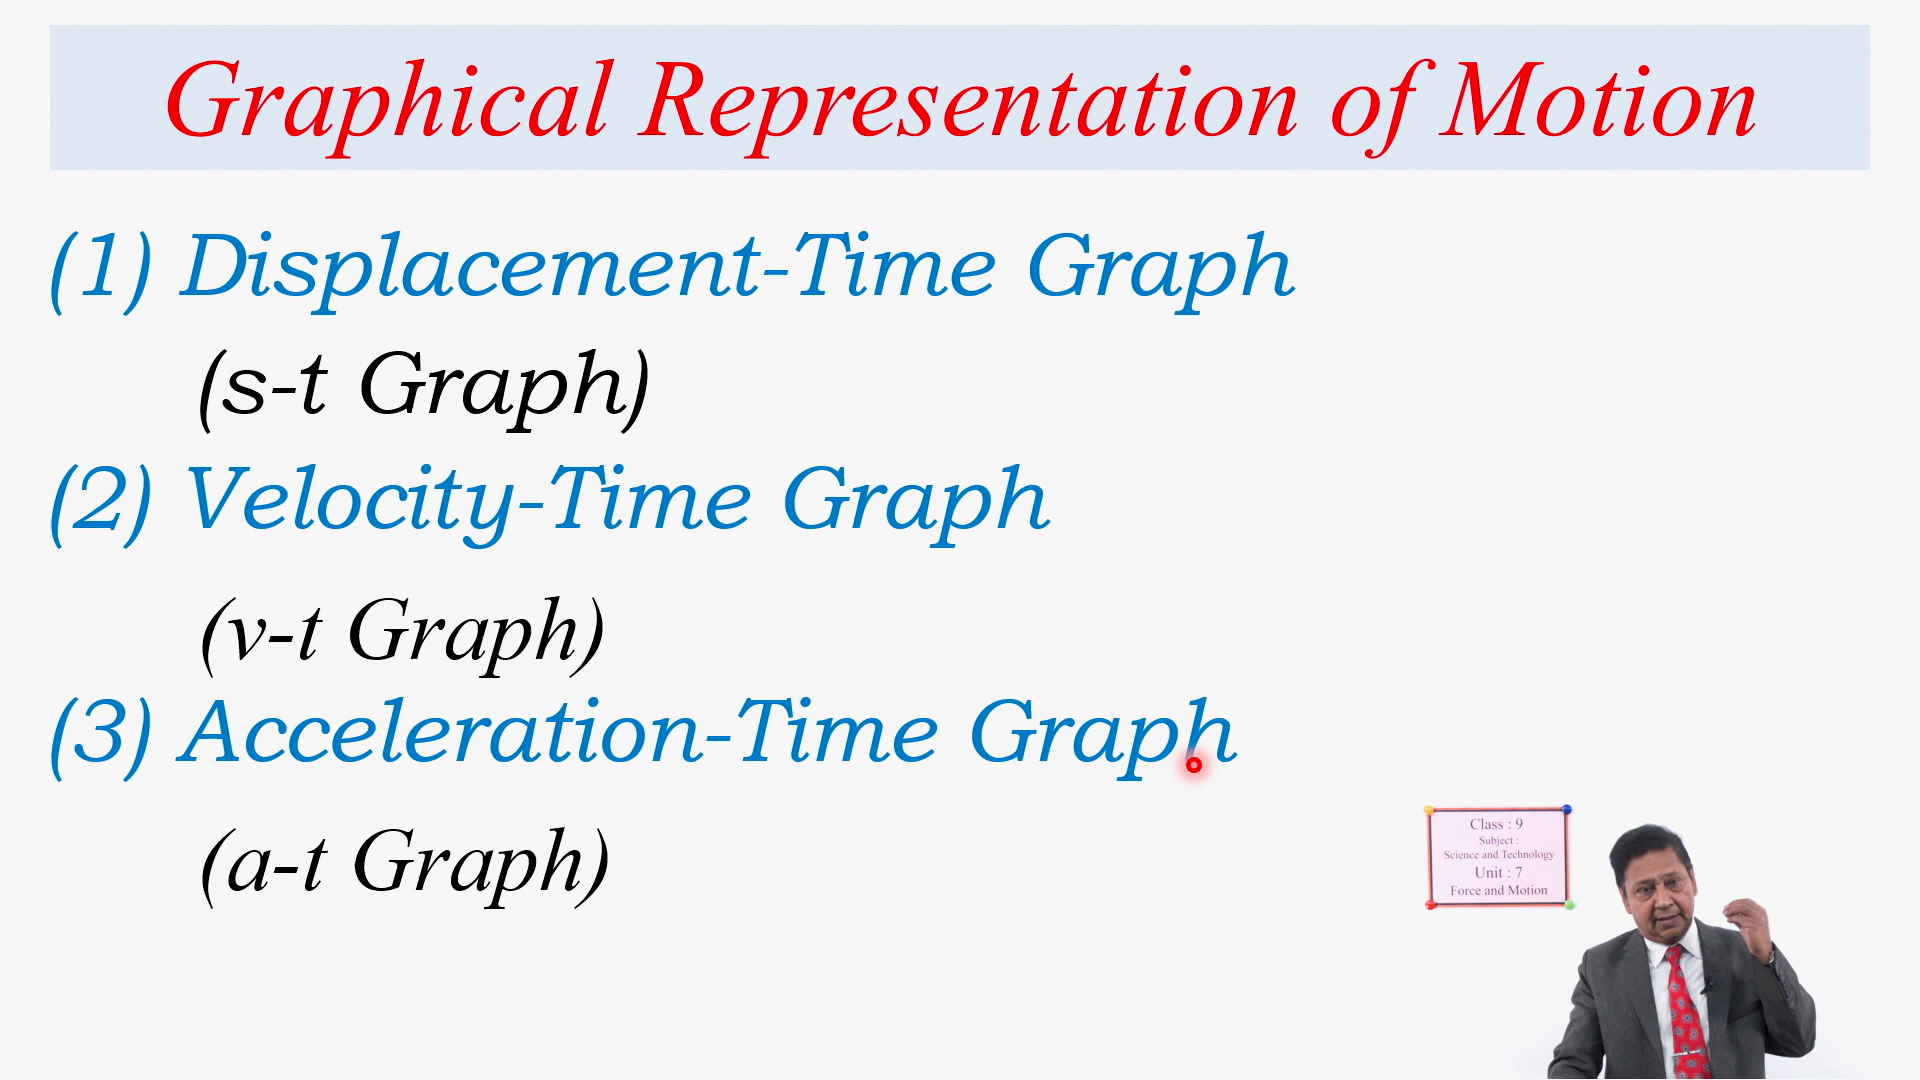 Graphical Representation of Motion
(1) Displacement-Time Graph
(s-t Graph)
(2) Velocity-Time Graph
(v-t Graph)
(3) Acceleration-Time Graph
(a-t Graph)
Class : 9
Subject :
Science and Technology
Unit : 7
Force and Motion